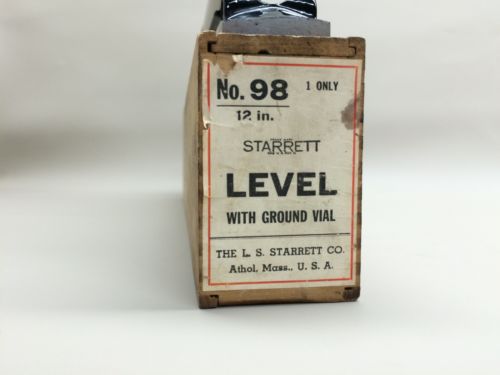 No. 98 1 ONLY
12 in.
STARRETT
LEVEL
WITH GROUND VIAL
THE L. S. STARRETT CO.
Athol, Mass., U. S. A.